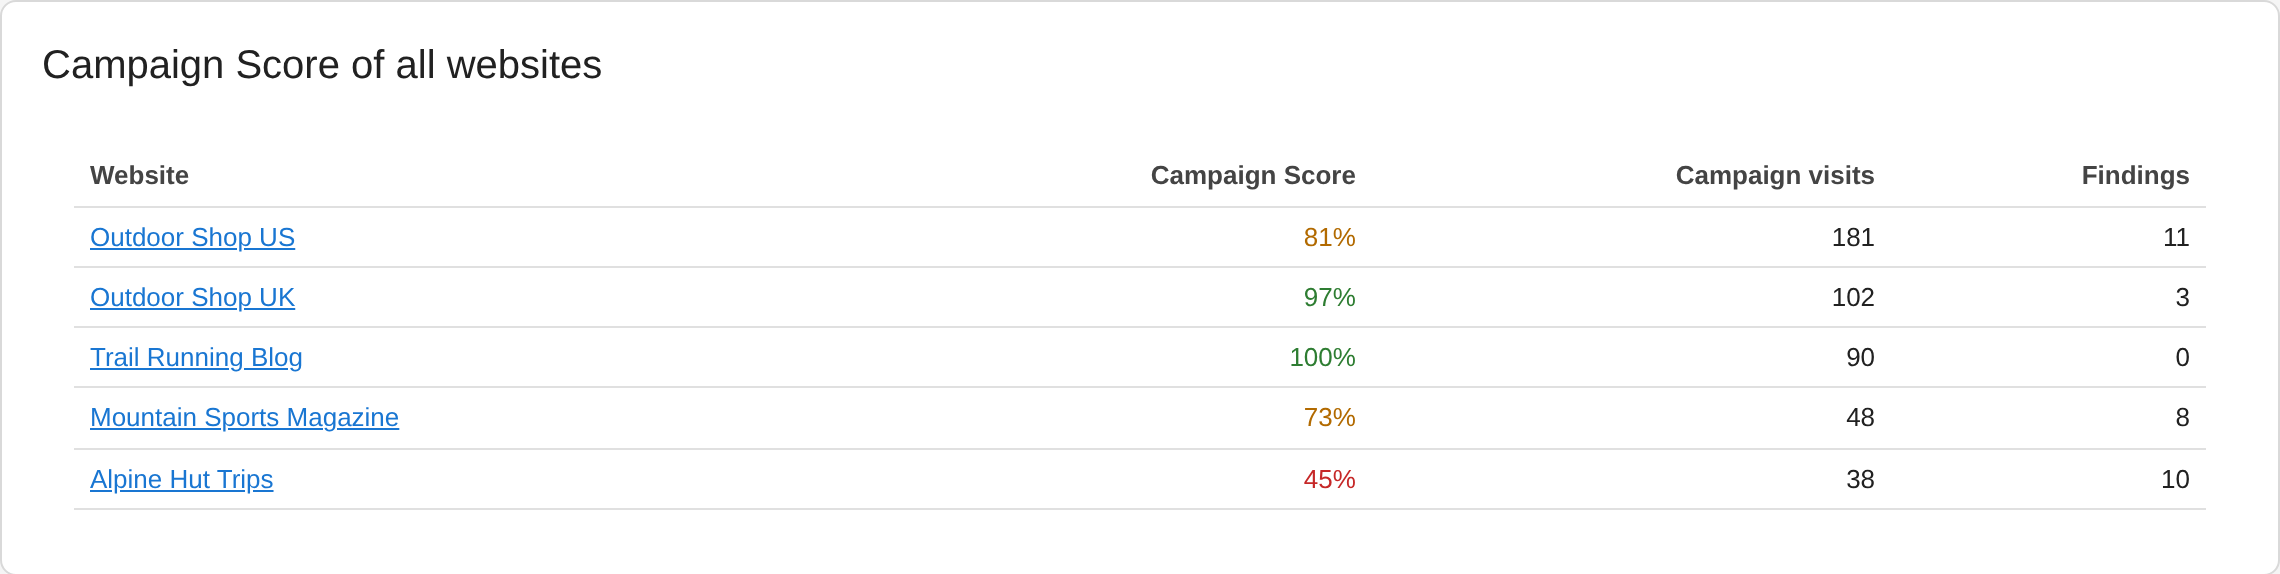 Campaign Score of all websites
Website Campaign Score Campaign visits Findings
Outdoor Shop US 81% 181 11
Outdoor Shop UK 97% 102 3
Trail Running Blog 100% 90 0
Mountain Sports Magazine 73% 48 8
Alpine Hut Trips 45% 38 10